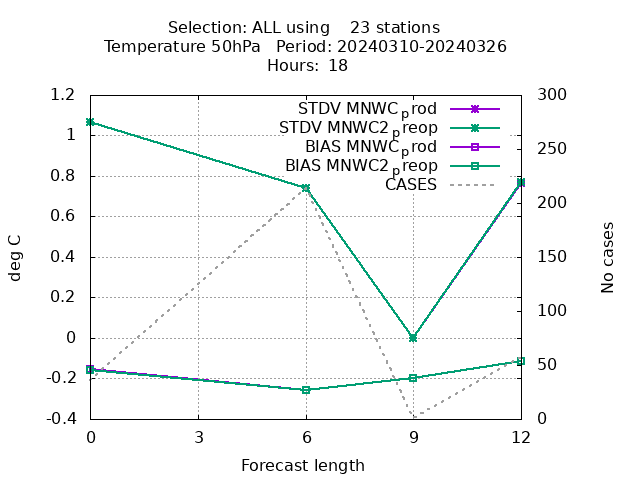 Selection: ALL using    23 stations
Temperature 50hPa   Period: 20240310-20240326
Hours: 18
1.2
1
0.8
0.6
0.4
0.2
0
-0.2
-0.4
300
250
200
150
100
50
0
STDV MNWC_prod
STDV MNWC2_preop
BIAS MNWC_prod
BIAS MNWC2_preop
CASES
deg C
No cases
0 3 6 9 12
Forecast length